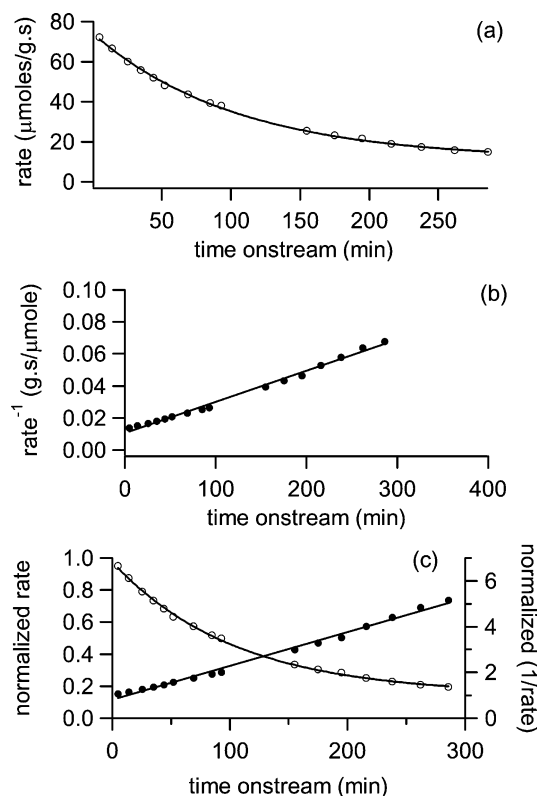 (a)
rate (μmoles/g.s)
80
60
40
20
0
50 100 150 200 250
time onstream (min)
(b)
rate⁻¹ (g.s/μmole)
0.10
0.08
0.06
0.04
0.02
0.00
0 100 200 300 400
time onstream (min)
(c)
normalized rate
1.0
0.8
0.6
0.4
0.2
0.0
normalized (1/rate)
6
4
2
0
0 100 200 300
time onstream (min)